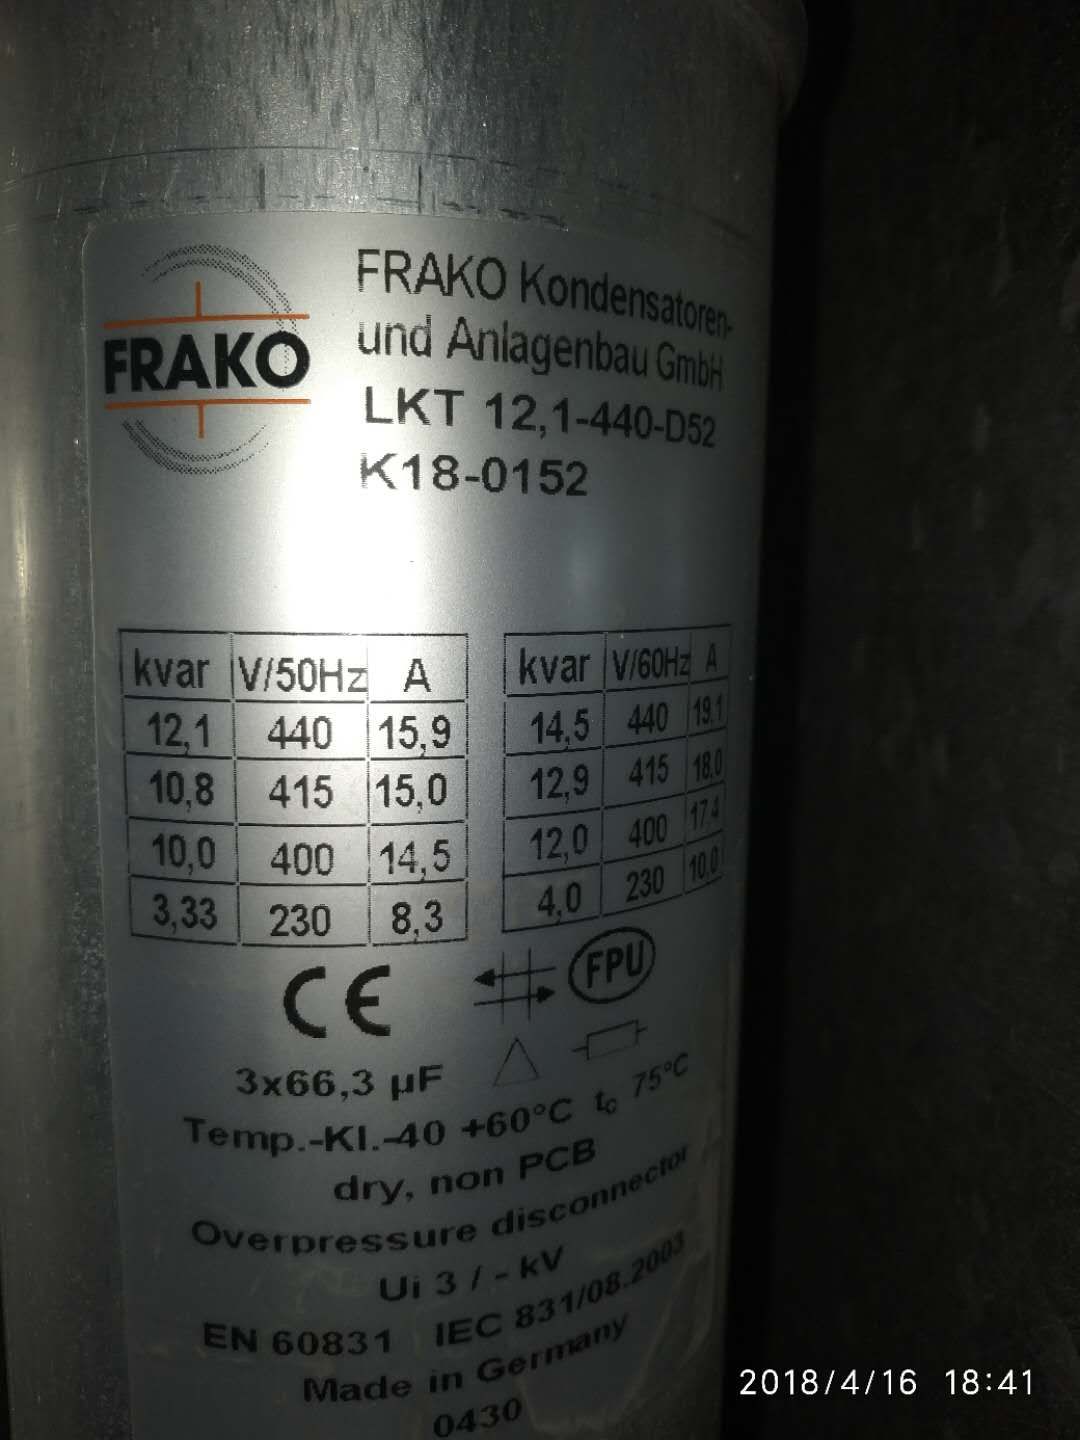 FRAKO
FRAKO Kondensatoren-
und Anlagenbau GmbH
LKT 12,1-440-D52
K18-0152
kvar V/50Hz A
12,1 440 15,9
10,8 415 15,0
10,0 400 14,5
3,33 230 8,3
kvar V/60Hz A
14,5 440 19,1
12,9 415 18,0
12,0 400 17,4
4,0 230 10,0
CE FPU
3x66,3 µF
Temp.-Kl.-40 +60°C tc 75°C
dry, non PCB
Overpressure disconnector
Ui 3 / - kV
EN 60831 IEC 831/08.2003
Made in Germany
0430
2018/4/16 18:41